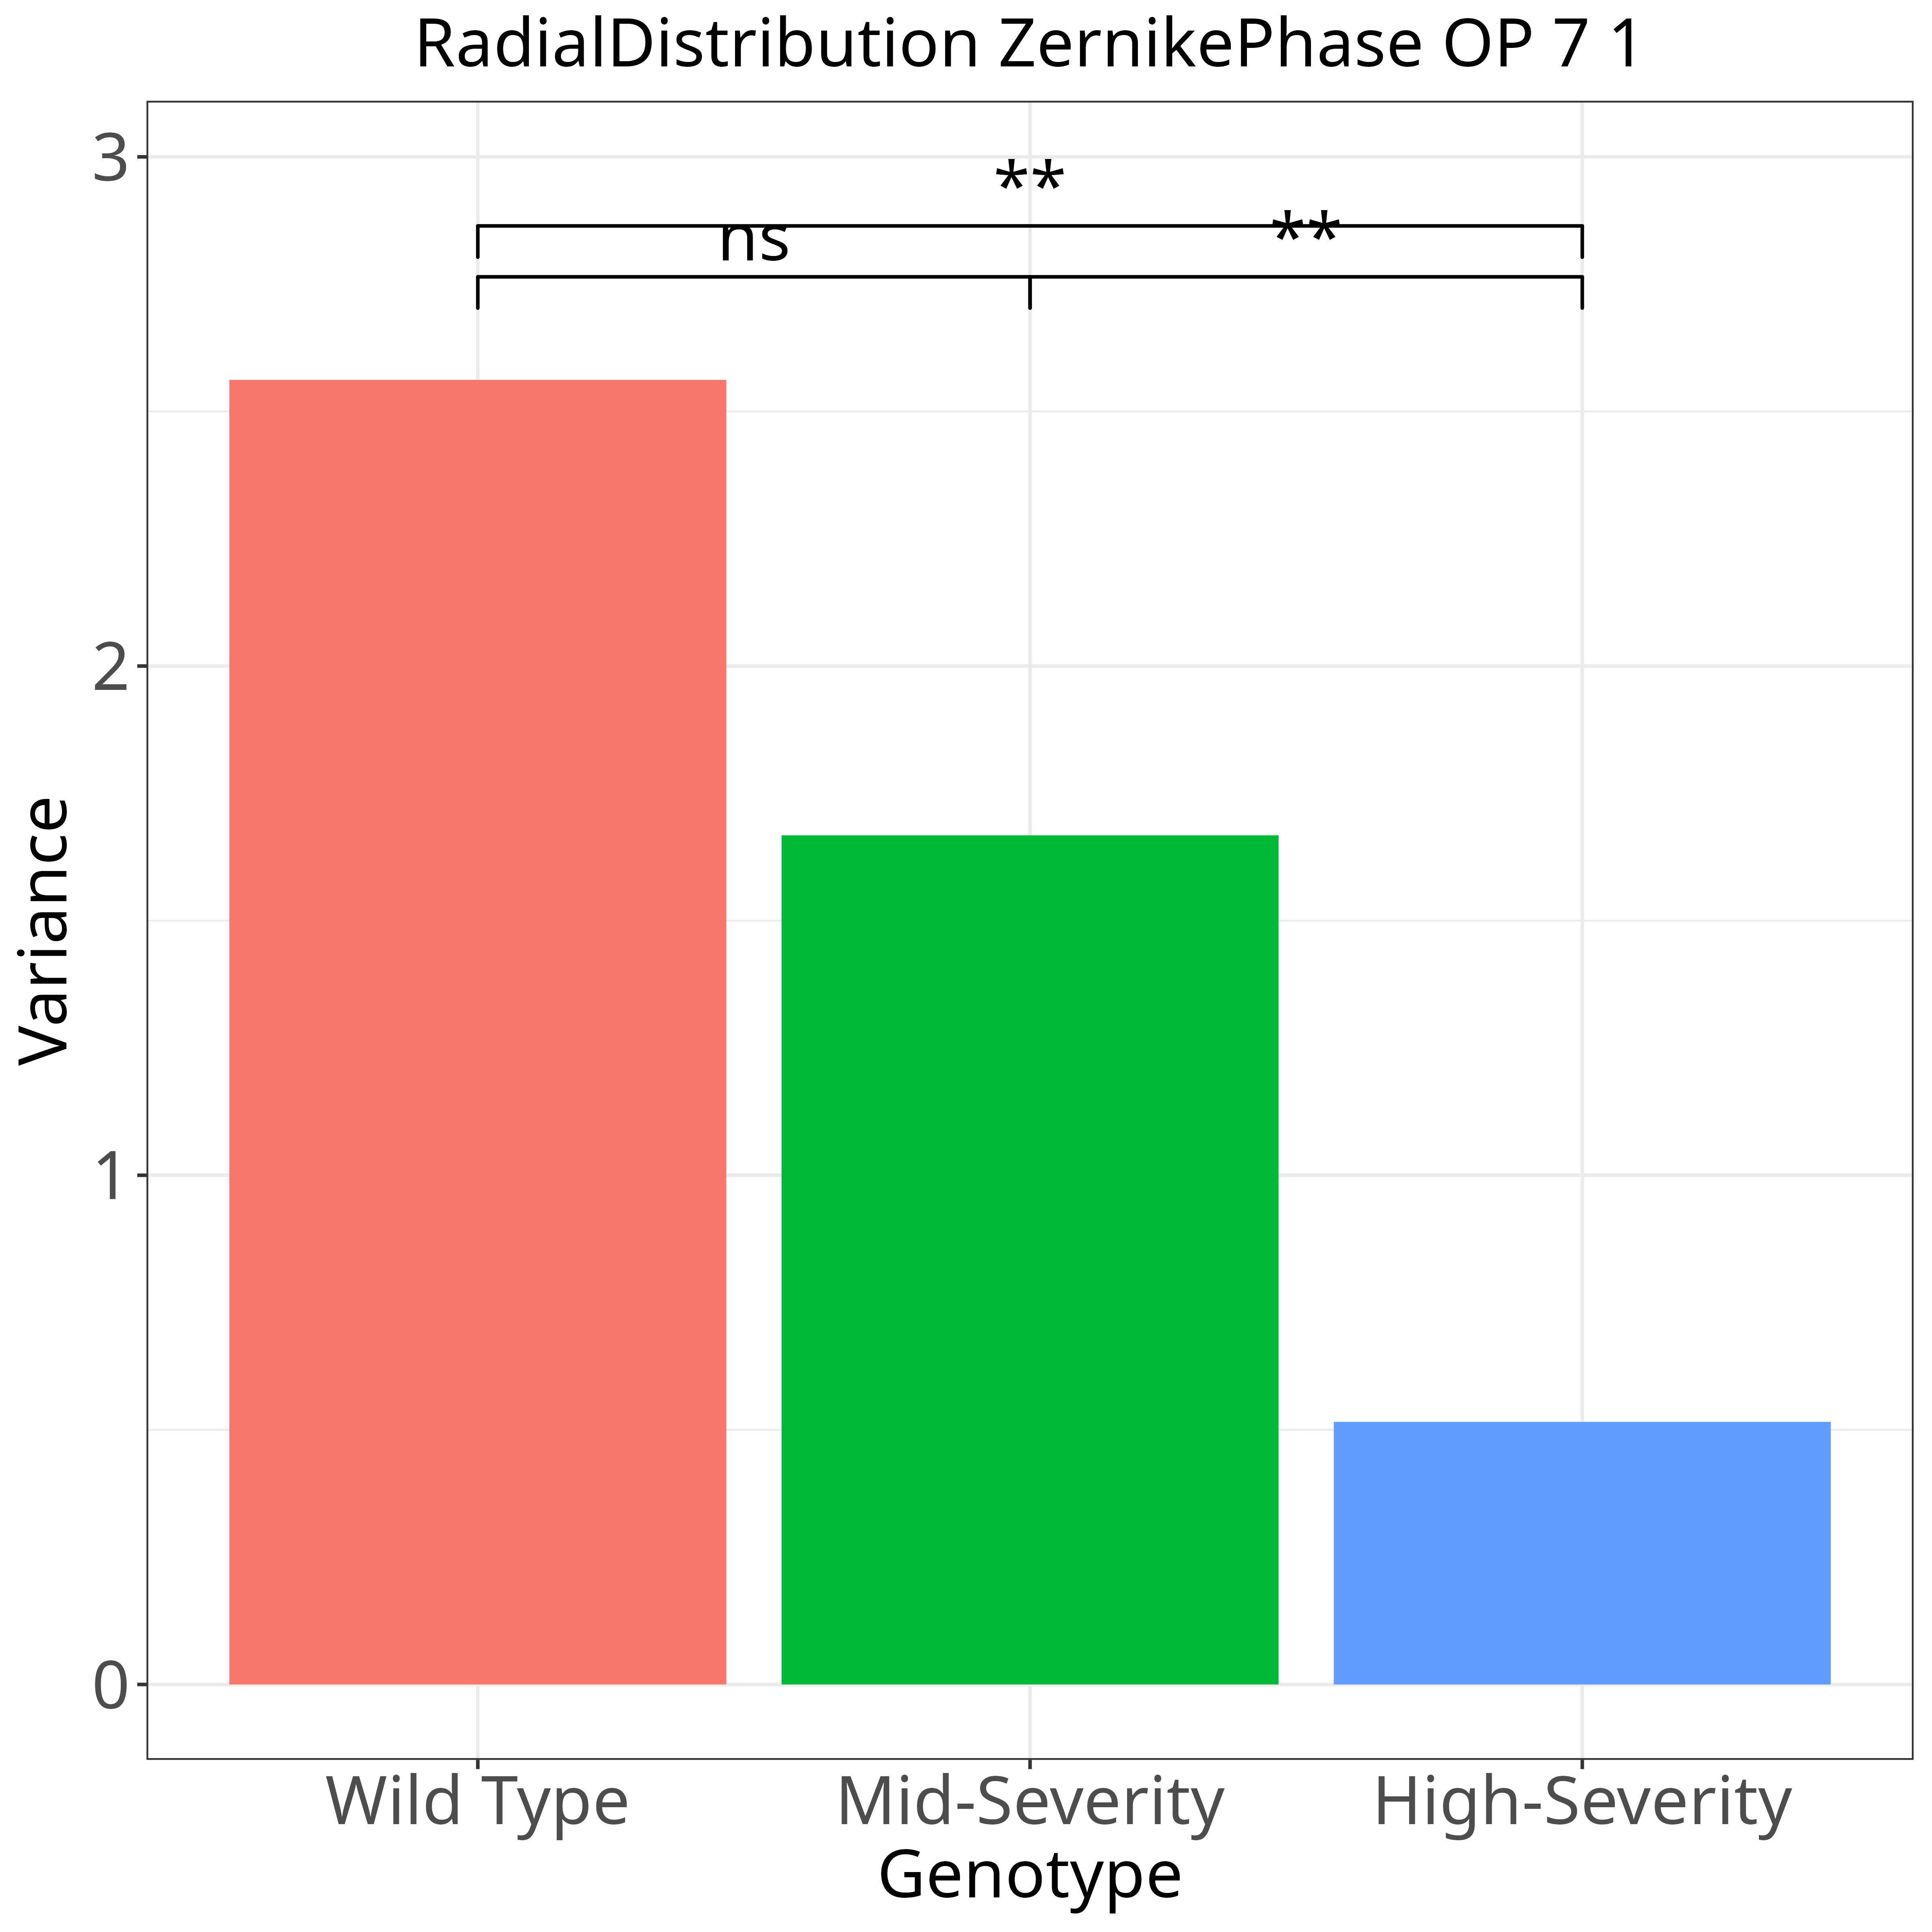 RadialDistribution ZernikePhase OP 7 1
3
**
ns
**
2
1
0
Variance
Wild Type
Mid-Severity
High-Severity
Genotype